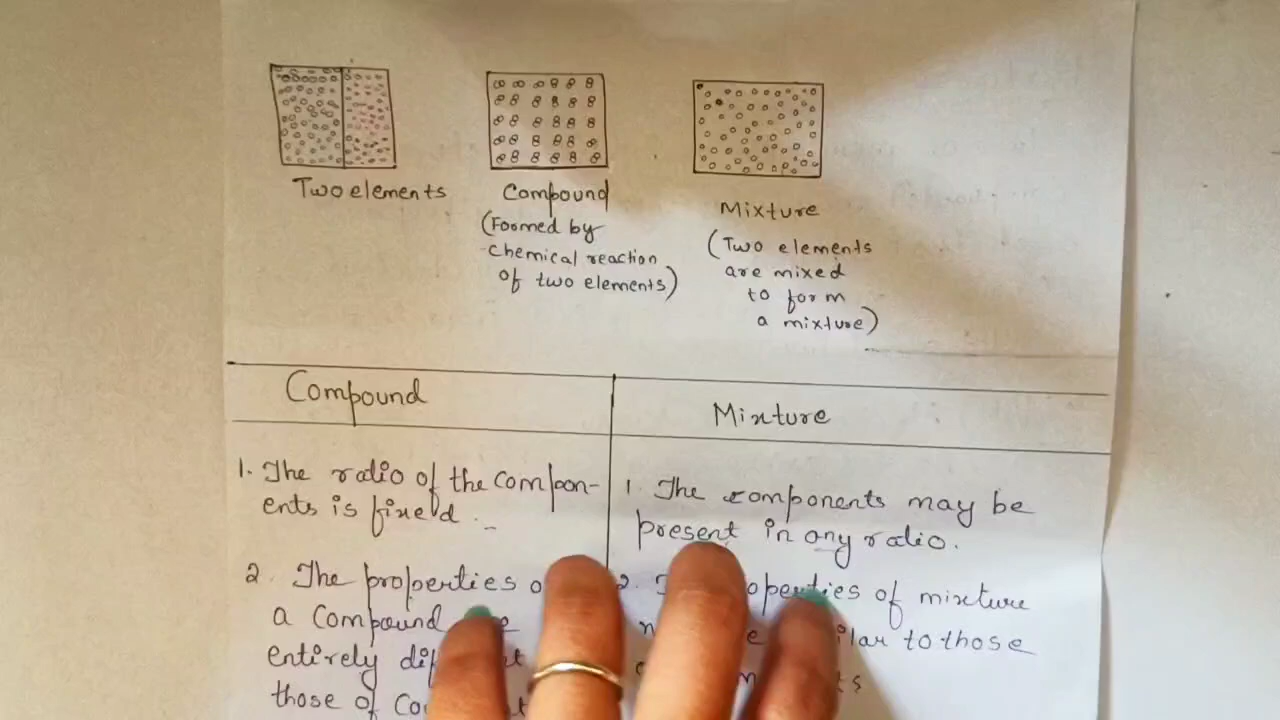 Two elements
Compound
(Formed by
Chemical reaction
of two elements)
Mixture
(Two elements
are mixed
to form
a mixture)
Compound
1. The ratio of the compon-
ents is fixed.
2. The properties
a compound
entirely
those of
Mixture
1. The components may be
present in any ratio.
2. of mixture
to those